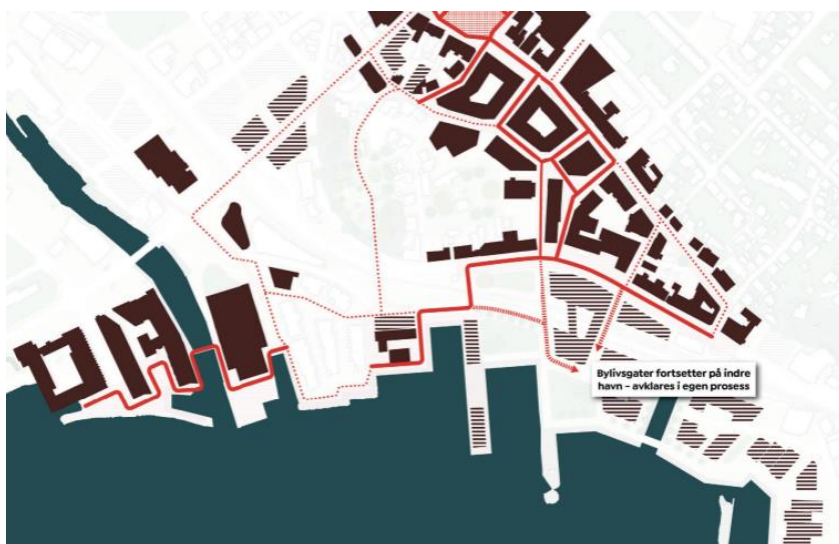 Bylivsgater fortsetter på indre
havn – avklares i egen prosess